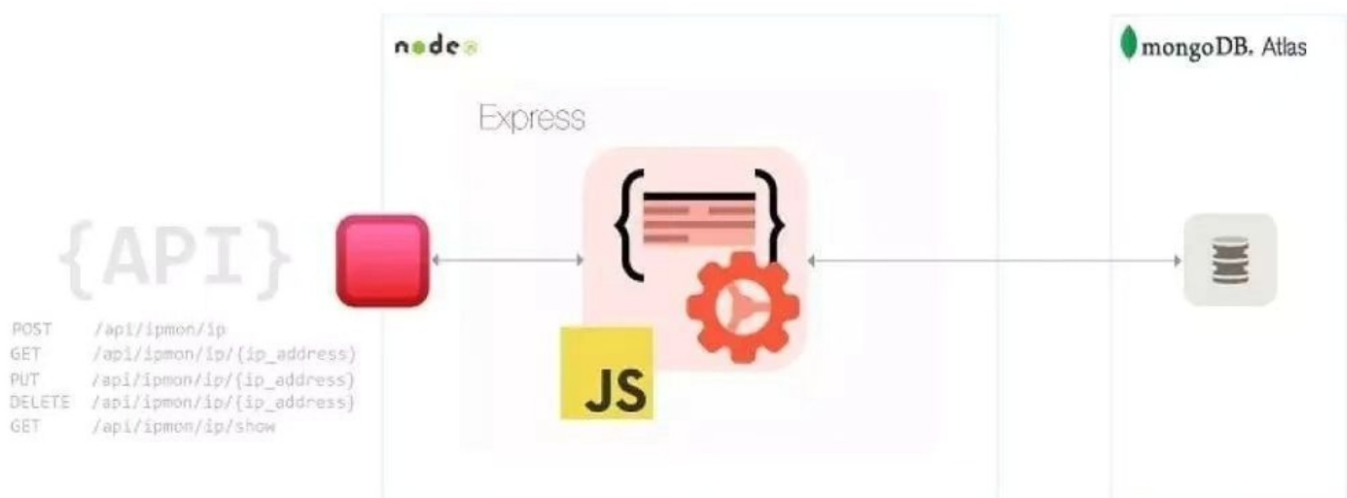 node
mongoDB. Atlas
Express
{API}
POST /api/ipmon/ip
GET /api/ipmon/ip/{ip_address}
PUT /api/ipmon/ip/{ip_address}
DELETE /api/ipmon/ip/{ip_address}
GET /api/ipmon/ip/show
JS